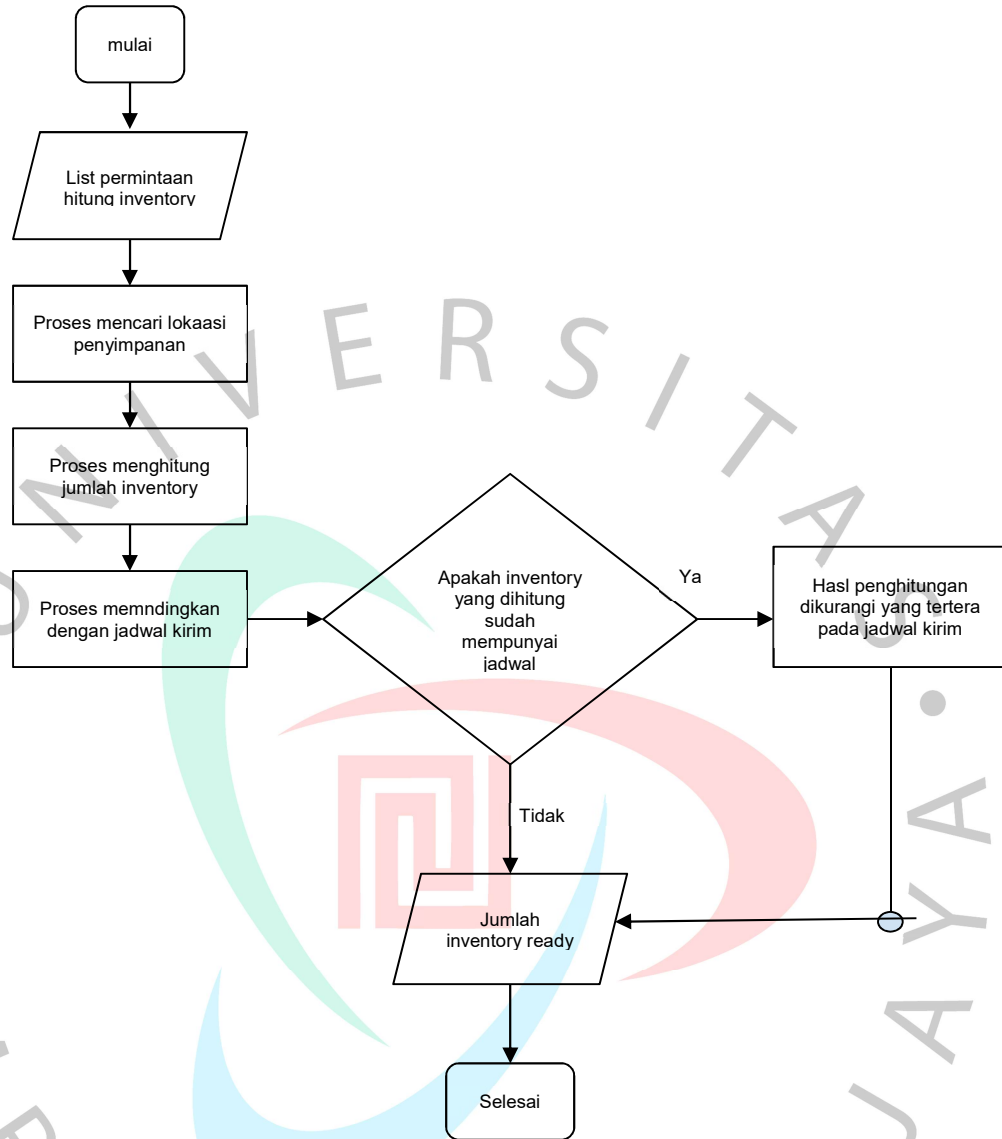 mulai
List permintaan
hitung inventory
Proses mencari lokaasi
penyimpanan
Proses menghitung
jumlah inventory
Proses memndingkan
dengan jadwal kirim
Apakah inventory
yang dihitung
sudah
mempunyai
jadwal
Ya
Hasl penghitungan
dikurangi yang tertera
pada jadwal kirim
Tidak
Jumlah
inventory ready
Selesai
UNIVERSITAS
JAYA